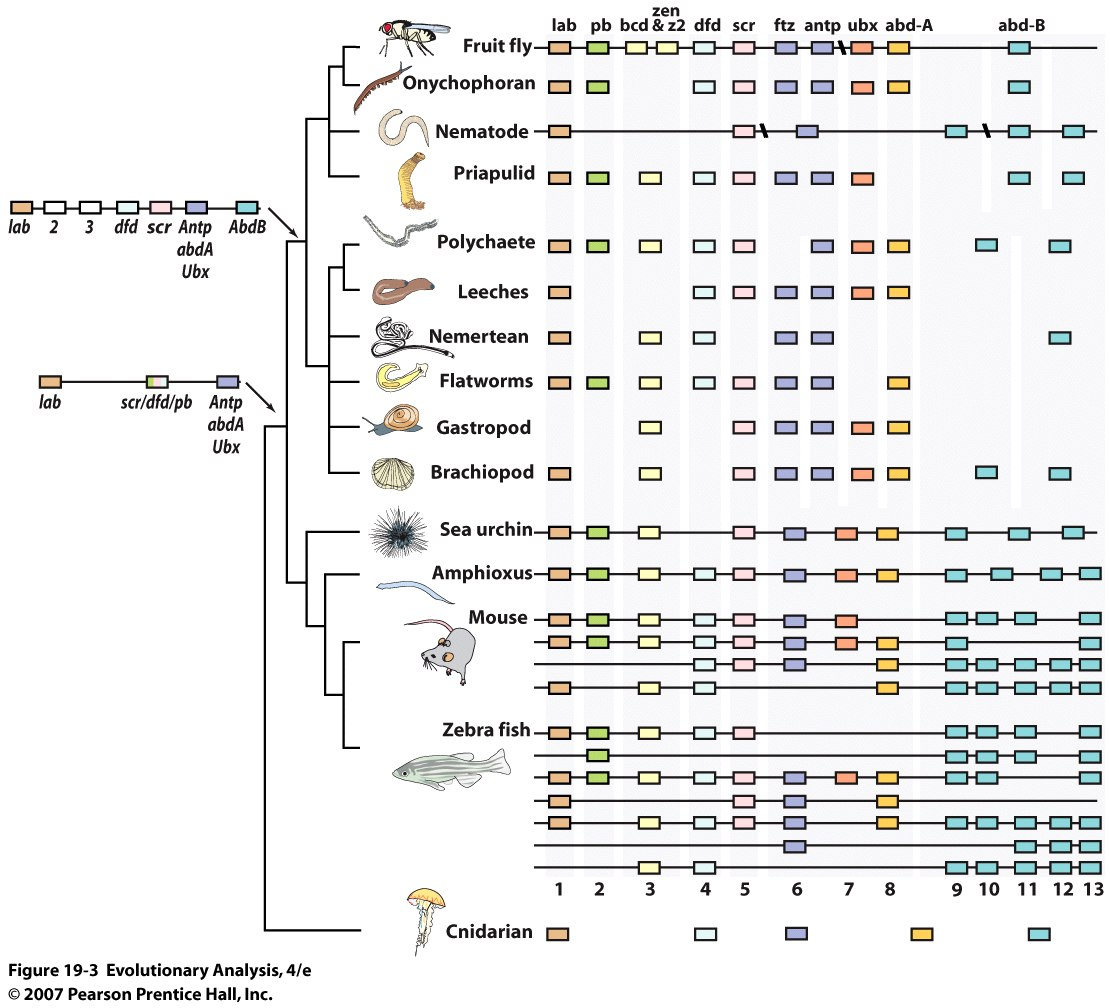 zen
lab pb bcd & z2 dfd scr ftz antp ubx abd-A abd-B
Fruit fly
Onychophoran
Nematode
Priapulid
lab 2 3 dfd scr Antp AbdB
abdA
Ubx
Polychaete
Leeches
Nemertean
Flatworms
lab scr/dfd/pb Antp
abdA
Ubx
Gastropod
Brachiopod
Sea urchin
Amphioxus
Mouse
Zebra fish
1 2 3 4 5 6 7 8 9 10 11 12 13
Cnidarian
Figure 19-3 Evolutionary Analysis, 4/e
© 2007 Pearson Prentice Hall, Inc.